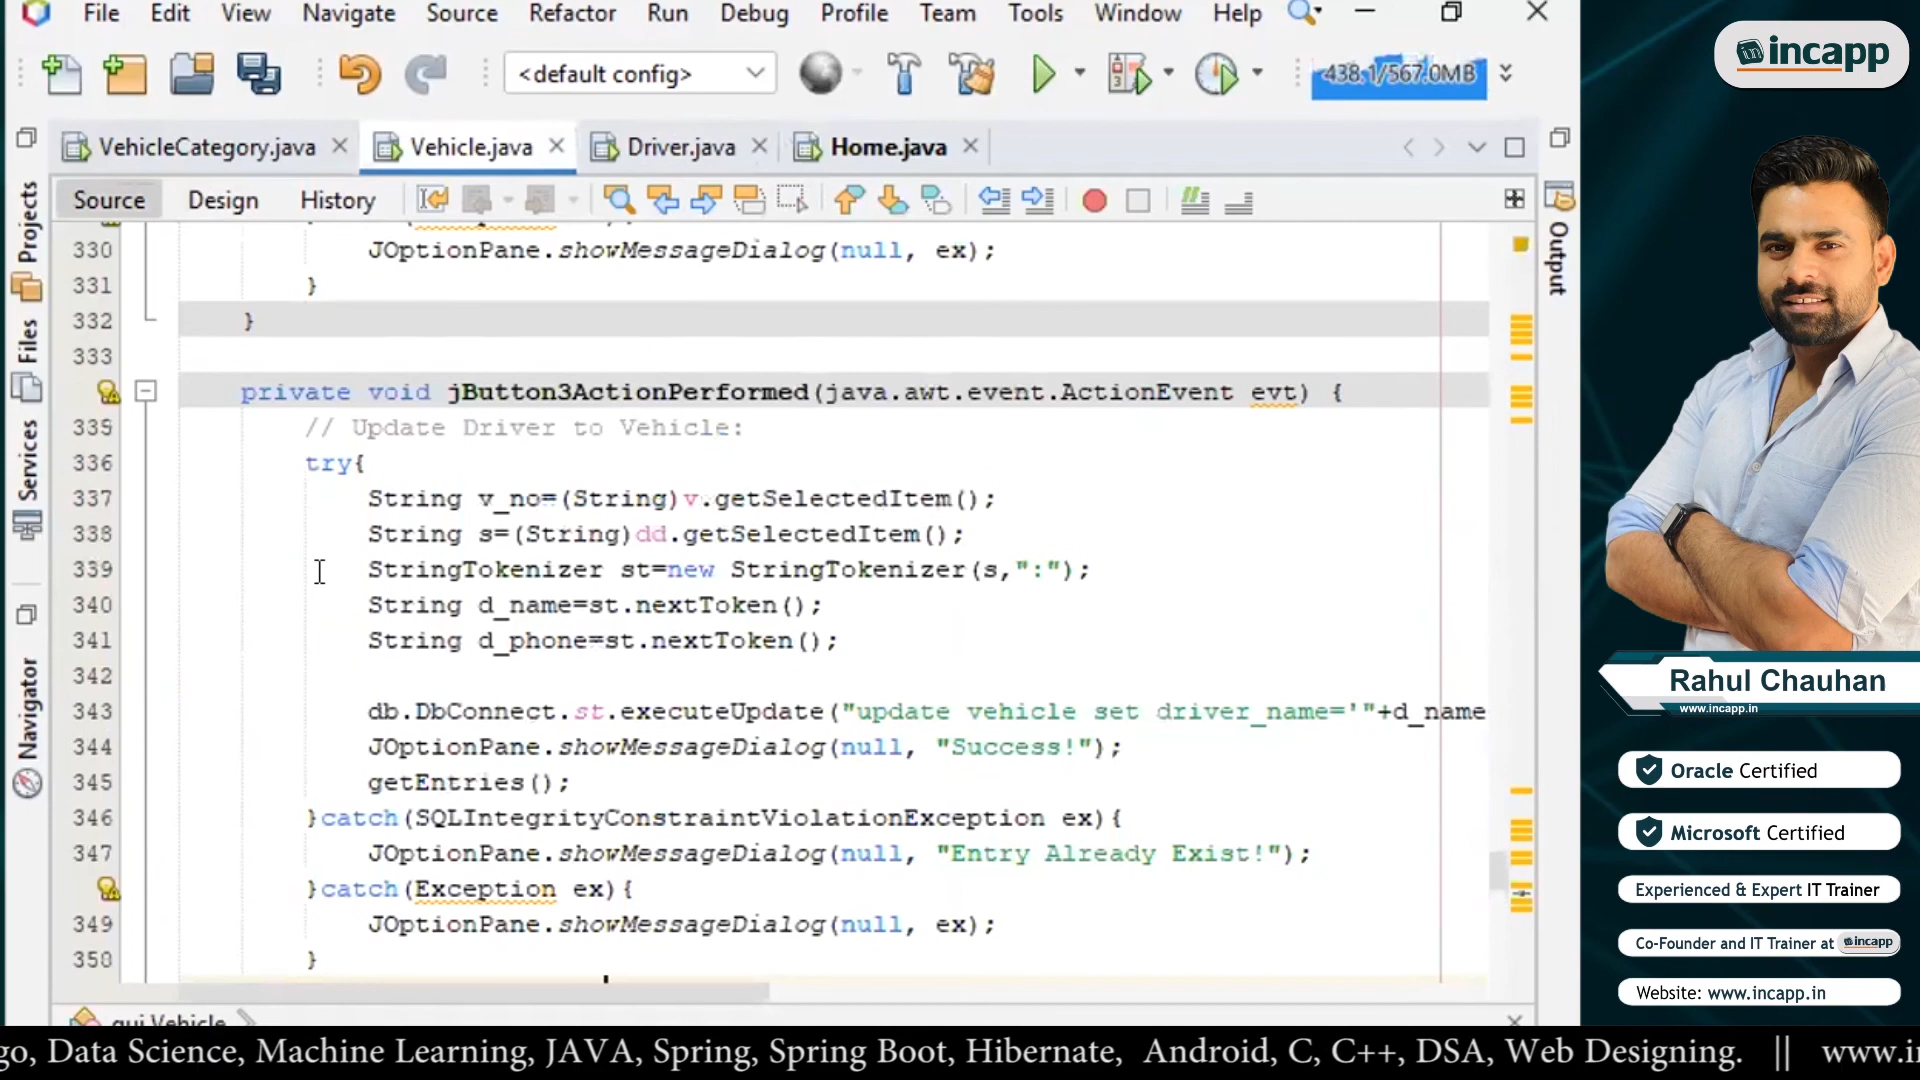 File Edit View Navigate Source Refactor Run Debug Profile Team Tools Window Help
<default config> 438.1/567.0MB
VehicleCategory.java Vehicle.java Driver.java Home.java
Source Design History
330 JOptionPane.showMessageDialog(null, ex);
331 }
332 }
333
private void jButton3ActionPerformed(java.awt.event.ActionEvent evt) {
335 // Update Driver to Vehicle:
336 try{
337 String v_no=(String)v.getSelectedItem();
338 String s=(String)dd.getSelectedItem();
339 StringTokenizer st=new StringTokenizer(s,":");
340 String d_name=st.nextToken();
341 String d_phone=st.nextToken();
342
343 db.DbConnect.st.executeUpdate("update vehicle set driver_name='"+d_name
344 JOptionPane.showMessageDialog(null, "Success!");
345 getEntries();
346 }catch(SQLIntegrityConstraintViolationException ex){
347 JOptionPane.showMessageDialog(null, "Entry Already Exist!");
}catch(Exception ex){
349 JOptionPane.showMessageDialog(null, ex);
350 }
gui.Vehicle
Projects
Files
Services
Navigator
Output
incapp
Rahul Chauhan
www.incapp.in
Oracle Certified
Microsoft Certified
Experienced & Expert IT Trainer
Co-Founder and IT Trainer at incapp
Website: www.incapp.in
go, Data Science, Machine Learning, JAVA, Spring, Spring Boot, Hibernate, Android, C, C++, DSA, Web Designing. || www.i